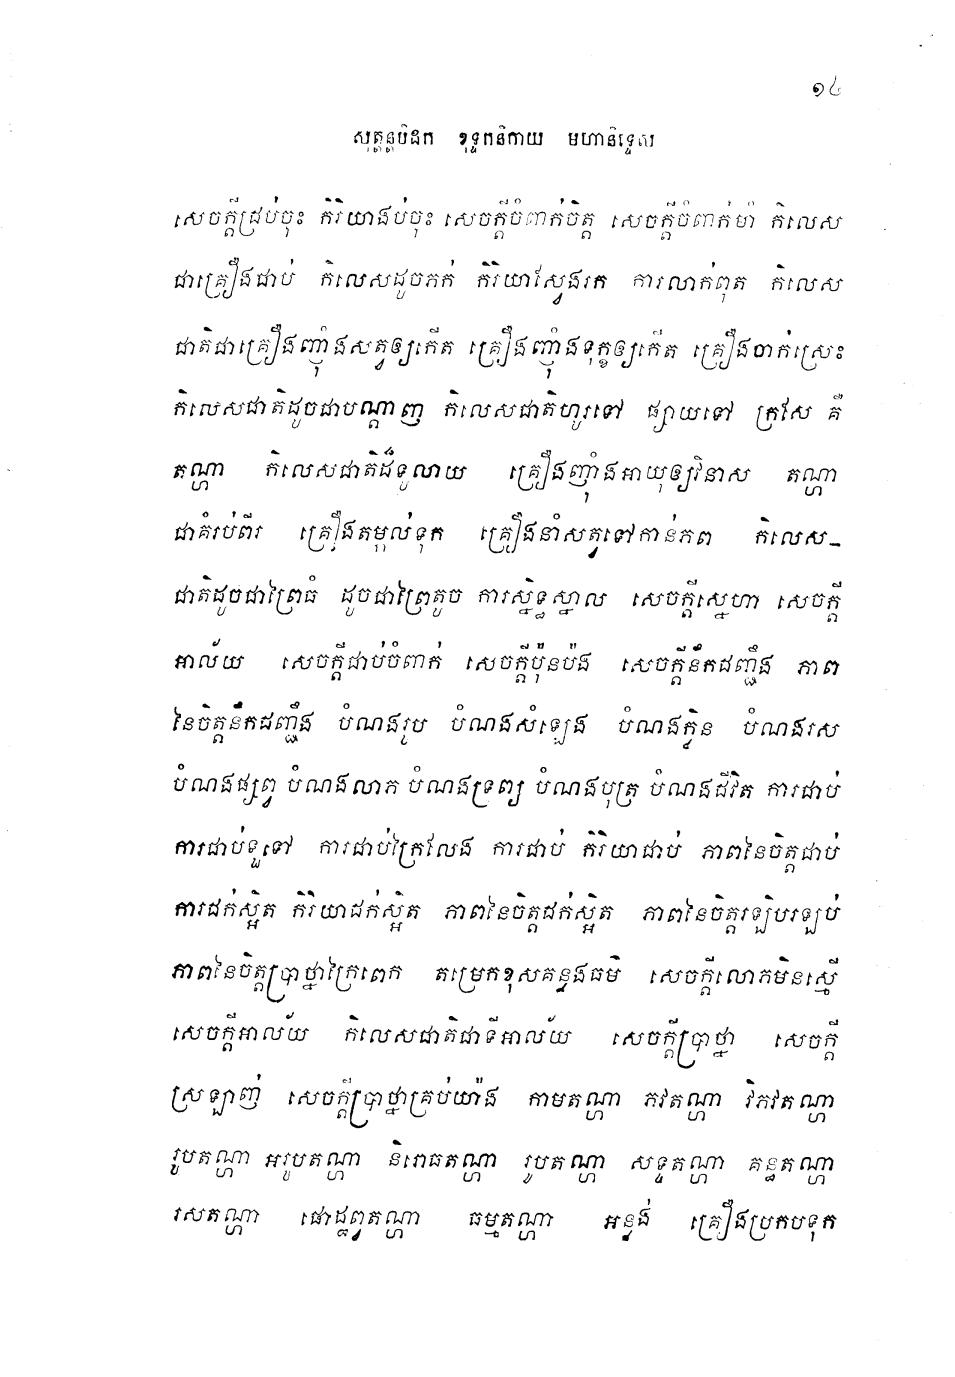 ១៤
សុត្តន្តបិដក ខុទ្ទកនិកាយ មហានិទ្ទេស
សេចក្តីជ្រប់ចុះ កិរិយាងប់ចុះ សេចក្តីចំពាក់ចិត្ត សេចក្តីចំពាក់មាំ កិលេស
ជាគ្រឿងជាប់ កិលេសដូចភក់ កិរិយាស្វែងរក ការលាក់ពុត កិលេស
ជាតិជាគ្រឿងញ៉ាំងសត្វឲ្យកើត គ្រឿងញ៉ាំងទុក្ខឲ្យកើត គ្រឿងចាក់ស្រេះ
កិលេសជាតិដូចជាបណ្តាញ កិលេសជាតិហូរទៅ ផ្សាយទៅ ក្រសែ គឺ
តណ្ហា កិលេសជាតិដ៏ទូលាយ គ្រឿងញ៉ាំងអាយុឲ្យវិនាស តណ្ហា
ជាគំរប់ពីរ គ្រឿងតម្កល់ទុក គ្រឿងនាំសត្វទៅកាន់ភព កិលេស-
ជាតិដូចជាព្រៃធំ ដូចជាព្រៃតូច ការស្និទ្ធស្នាល សេចក្តីស្នេហា សេចក្តី
អាល័យ សេចក្តីជាប់ចំពាក់ សេចក្តីប៉ុនប៉ង សេចក្តីនឹកជញ្ជឹង ភាព
នៃចិត្តនឹកជញ្ជឹង បំណងរូប បំណងសំឡេង បំណងក្លិន បំណងរស
បំណងផ្សព្វ បំណងលាភ បំណងទ្រព្យ បំណងបុត្រ បំណងជីវិត ការជាប់
ការជាប់ទួទៅ ការជាប់ក្រៃលែង ការជាប់ កិរិយាជាប់ ភាពនៃចិត្តជាប់
ការដក់ស្អិត កិរិយាដក់ស្អិត ភាពនៃចិត្តដក់ស្អិត ភាពនៃចិត្តរឡិបរឡប់
ភាពនៃចិត្តប្រាថ្នាក្រៃពេក តម្រេកខុសគន្លងធម៌ សេចក្តីលោភមិនស្មើ
សេចក្តីអាល័យ កិលេសជាតិជាទីអាល័យ សេចក្តីប្រាថ្នា សេចក្តី
ស្រឡាញ់ សេចក្តីប្រាថ្នាគ្រប់យ៉ាង កាមតណ្ហា ភវតណ្ហា វិភវតណ្ហា
រូបតណ្ហា អរូបតណ្ហា និរោធតណ្ហា រូបតណ្ហា សទ្ទតណ្ហា គន្ធតណ្ហា
រសតណ្ហា ផោដ្ឋព្វតណ្ហា ធម្មតណ្ហា អន្លង់ គ្រឿងប្រកបទុក